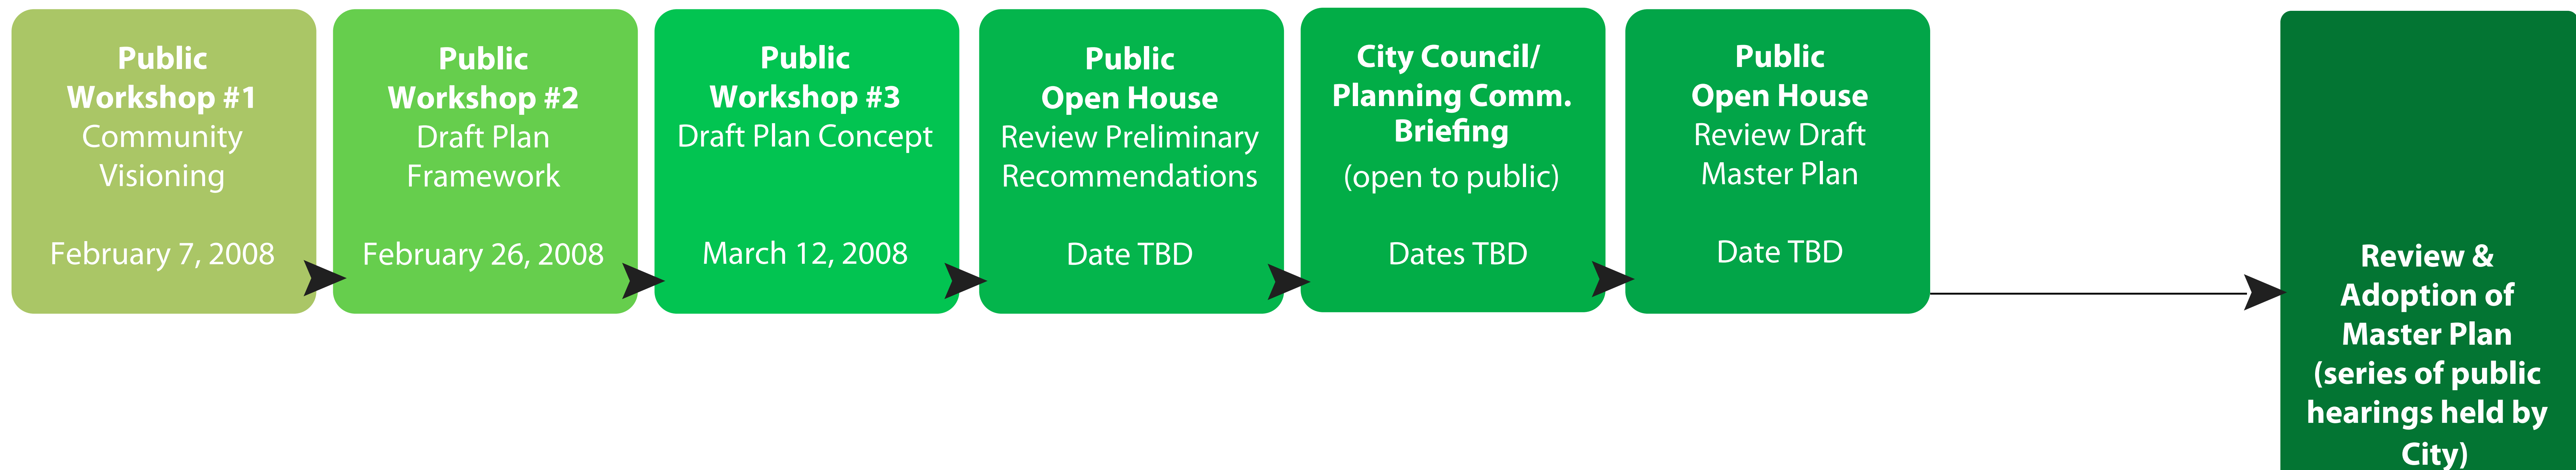 Public
Workshop #1
Community
Visioning
February 7, 2008
Public
Workshop #2
Draft Plan
Framework
February 26, 2008
Public
Workshop #3
Draft Plan Concept
March 12, 2008
Public
Open House
Review Preliminary
Recommendations
Date TBD
City Council/
Planning Comm.
Briefing
(open to public)
Dates TBD
Public
Open House
Review Draft
Master Plan
Date TBD
Review &
Adoption of
Master Plan
(series of public
hearings held by
City)